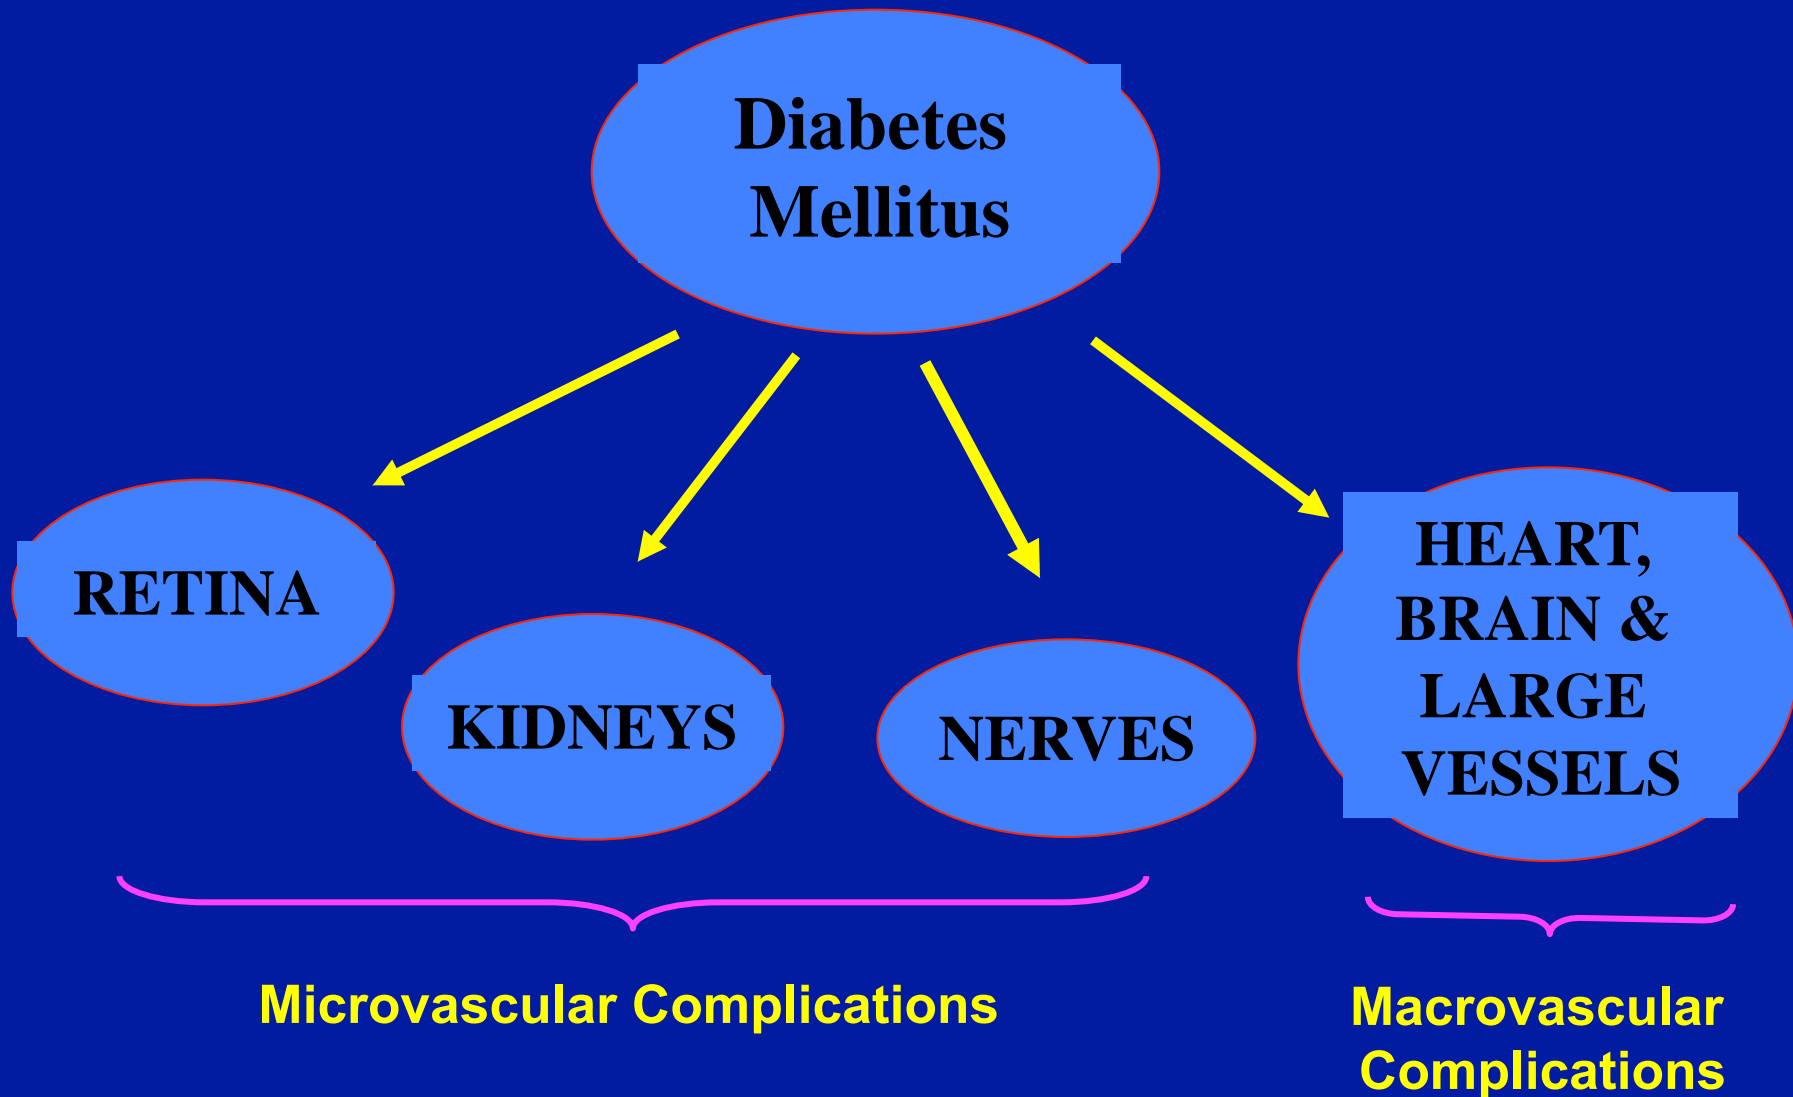 Diabetes
Mellitus
RETINA
KIDNEYS
NERVES
HEART,
BRAIN &
LARGE
VESSELS
Microvascular Complications
Macrovascular
Complications